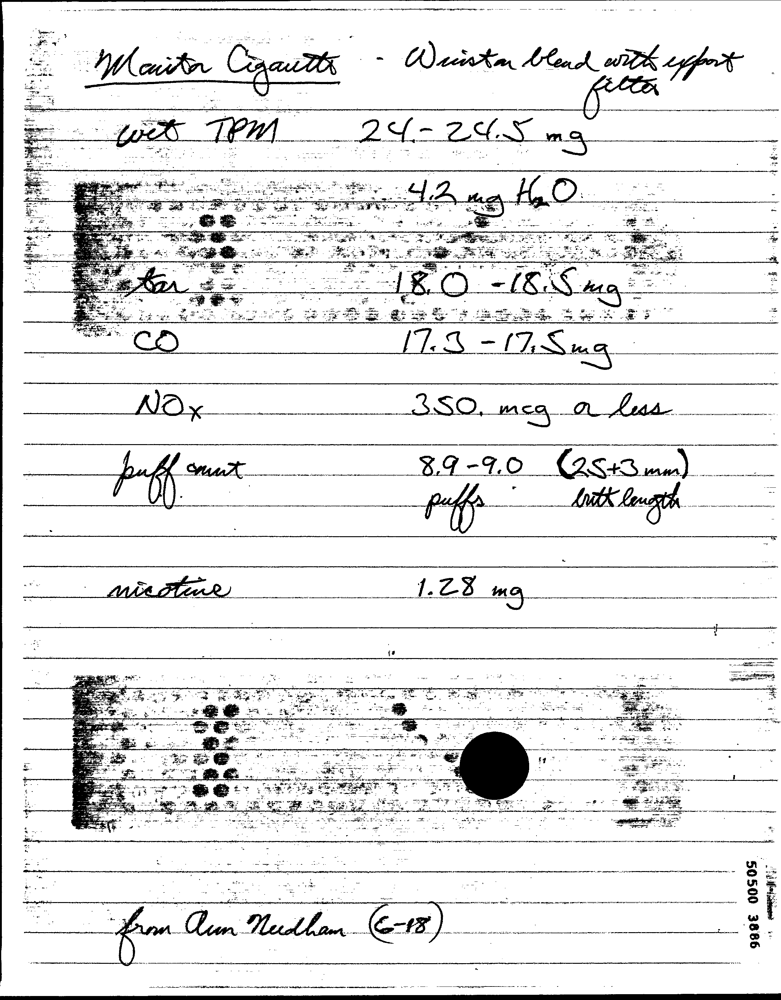 Monitor Cigarette - Winston blend with export
filter
wet TPM 24.-24.5 mg
4.2 mg H2O
tar 18.0 -18.5 mg
CO 17.3 -17.5 mg
NOx 350. mcg or less
puff count 8.9-9.0 (25+3 mm)
puffs butt length
nicotine 1.28 mg
from Ann Needham (6-18)
50500 3886